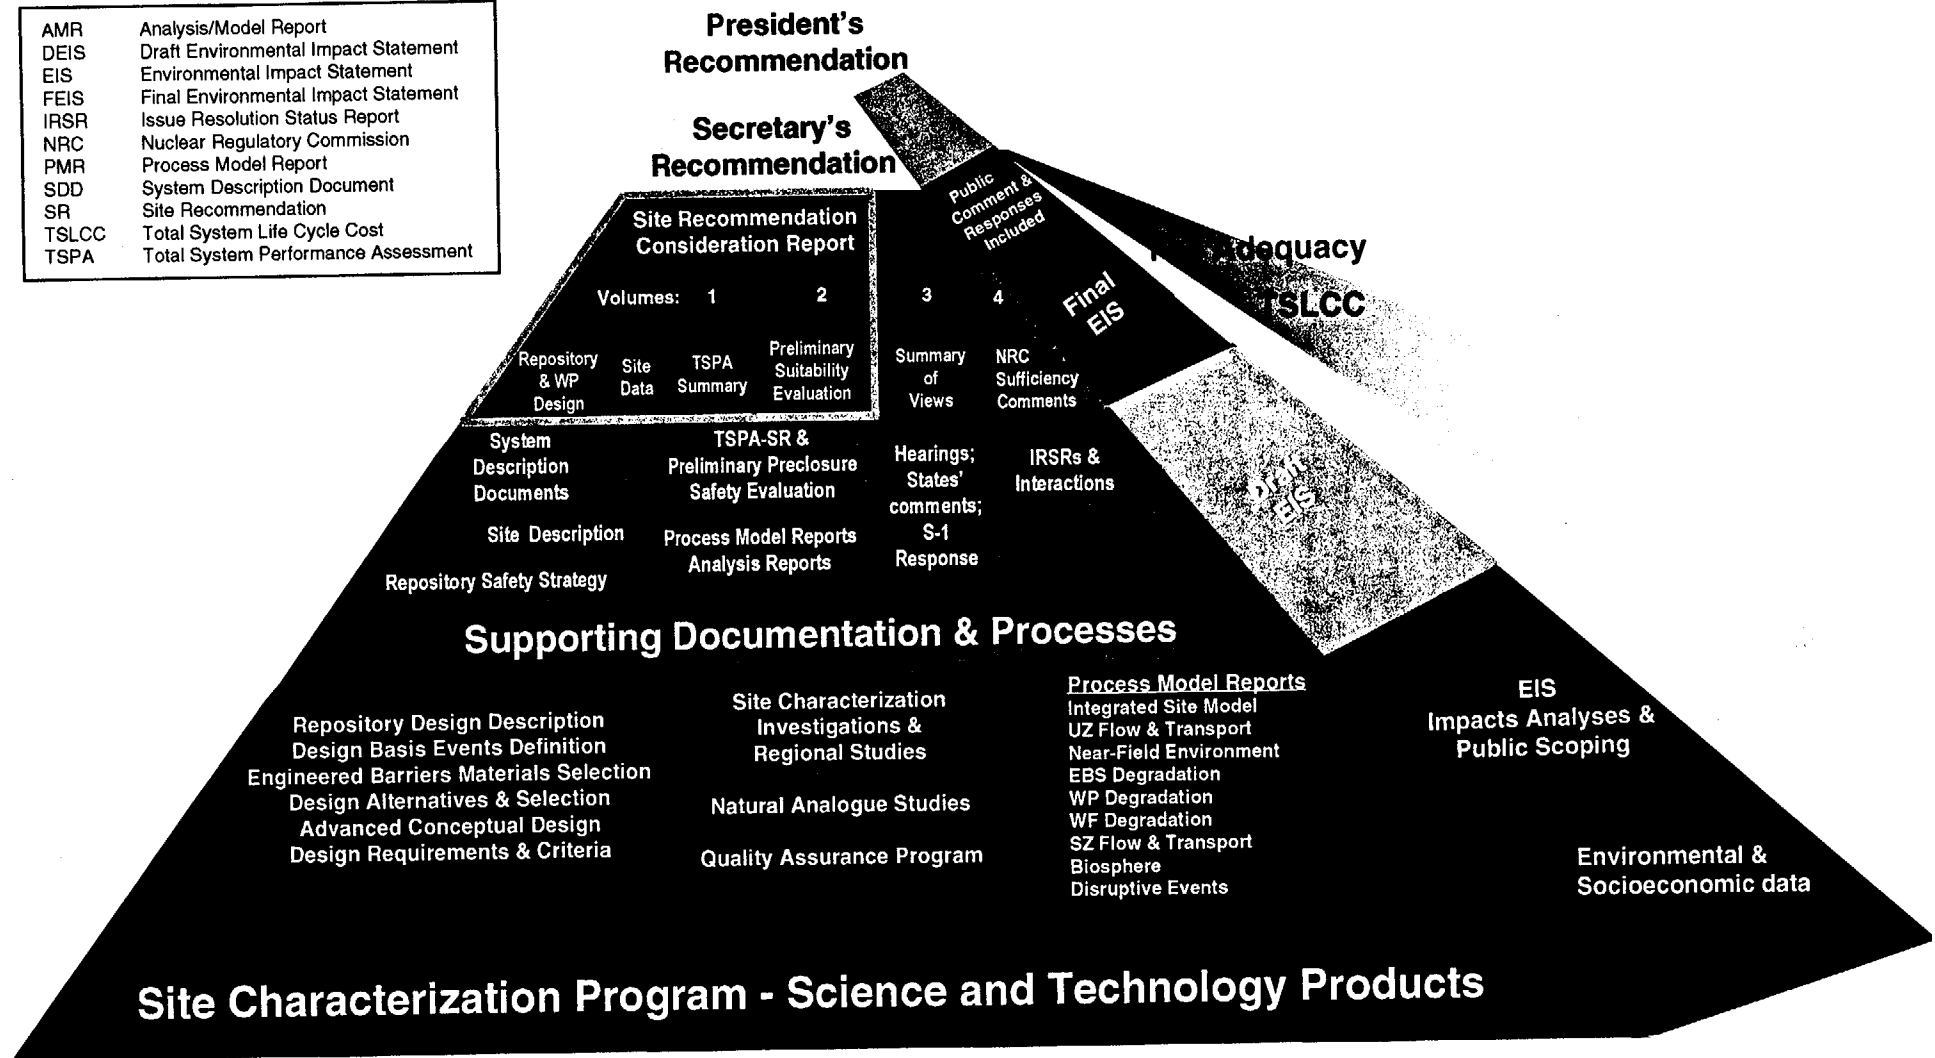 AMR Analysis/Model Report
DEIS Draft Environmental Impact Statement
EIS Environmental Impact Statement
FEIS Final Environmental Impact Statement
IRSR Issue Resolution Status Report
NRC Nuclear Regulatory Commission
PMR Process Model Report
SDD System Description Document
SR Site Recommendation
TSLCC Total System Life Cycle Cost
TSPA Total System Performance Assessment
President's
Recommendation
Secretary's
Recommendation
Site Recommendation
Consideration Report
Volumes: 1 2 3 4
Repository
& WP
Design
Site
Data
TSPA
Summary
Preliminary
Suitability
Evaluation
Summary
of
Views
NRC
Sufficiency
Comments
Public
Comment &
Responses
Included
Final
EIS
Adequacy
TSLCC
Draft
EIS
System
Description
Documents
Site Description
Repository Safety Strategy
TSPA-SR &
Preliminary Preclosure
Safety Evaluation
Process Model Reports
Analysis Reports
Hearings;
States'
comments;
S-1
Response
IRSRs &
Interactions
Supporting Documentation & Processes
Repository Design Description
Design Basis Events Definition
Engineered Barriers Materials Selection
Design Alternatives & Selection
Advanced Conceptual Design
Design Requirements & Criteria
Site Characterization
Investigations &
Regional Studies
Natural Analogue Studies
Quality Assurance Program
Process Model Reports
Integrated Site Model
UZ Flow & Transport
Near-Field Environment
EBS Degradation
WP Degradation
WF Degradation
SZ Flow & Transport
Biosphere
Disruptive Events
EIS
Impacts Analyses &
Public Scoping
Environmental &
Socioeconomic data
Site Characterization Program - Science and Technology Products